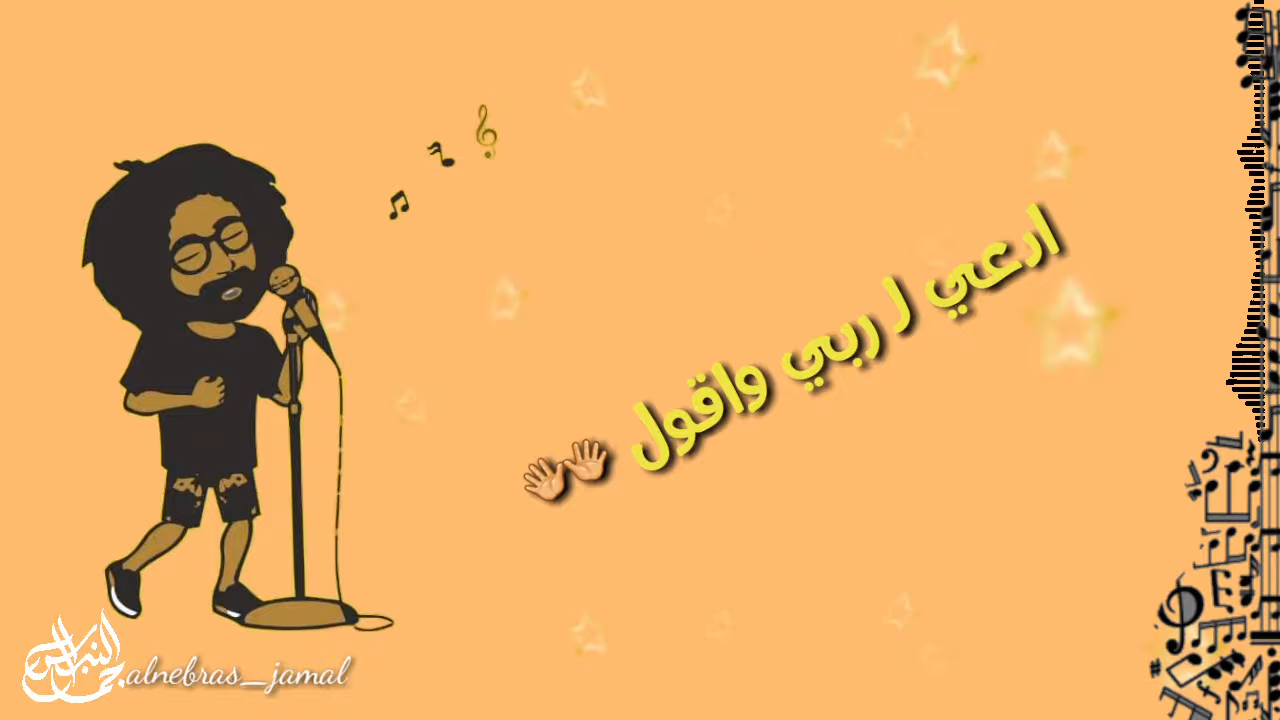 ادعي ل ربي واقول 👐👐
alnebras_jamal